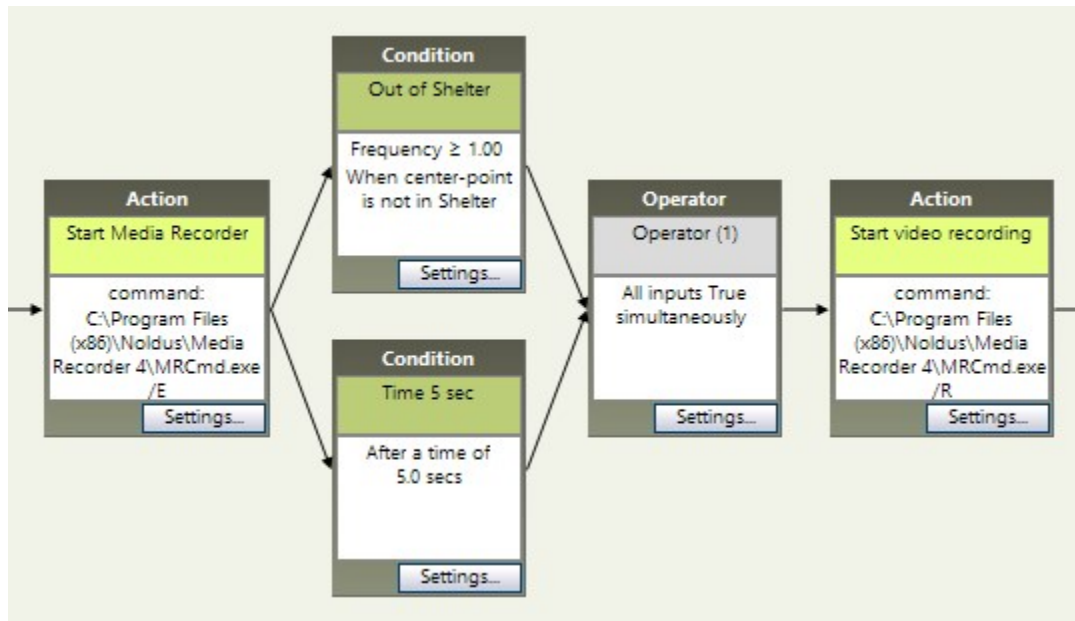 Action
Start Media Recorder
command:
C:\Program Files
(x86)\Noldus\Media
Recorder 4\MRCmd.exe
/E
Settings...
Condition
Out of Shelter
Frequency ≥ 1.00
When center-point
is not in Shelter
Settings...
Condition
Time 5 sec
After a time of
5.0 secs
Settings...
Operator
Operator (1)
All inputs True
simultaneously
Settings...
Action
Start video recording
command:
C:\Program Files
(x86)\Noldus\Media
Recorder 4\MRCmd.exe
/R
Settings...